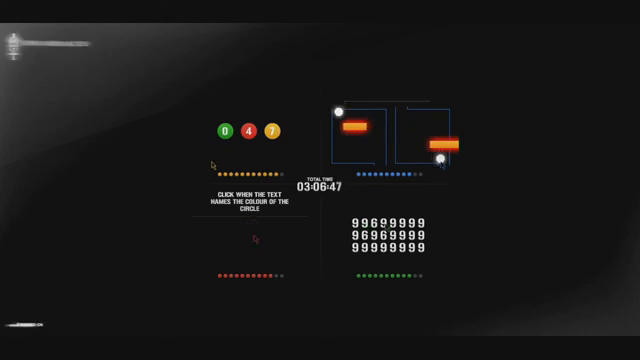 0 4 7
TOTAL TIME
03:06:47
CLICK WHEN THE TEXT
NAMES THE COLOUR OF THE
CIRCLE
99699999
96969999
99999999